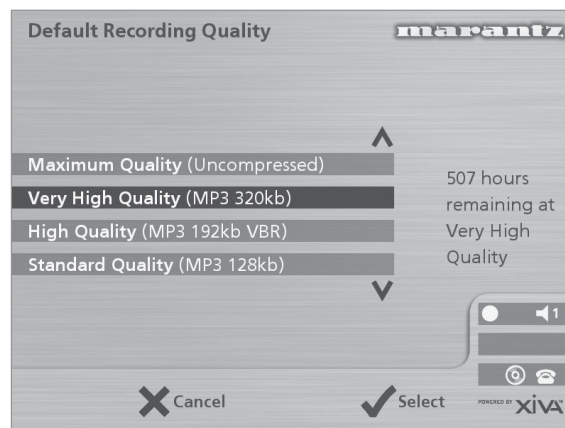 Default Recording Quality
marantz
Maximum Quality (Uncompressed)
Very High Quality (MP3 320kb)
High Quality (MP3 192kb VBR)
Standard Quality (MP3 128kb)
507 hours
remaining at
Very High
Quality
1
Cancel
Select
POWERED BY XiVA